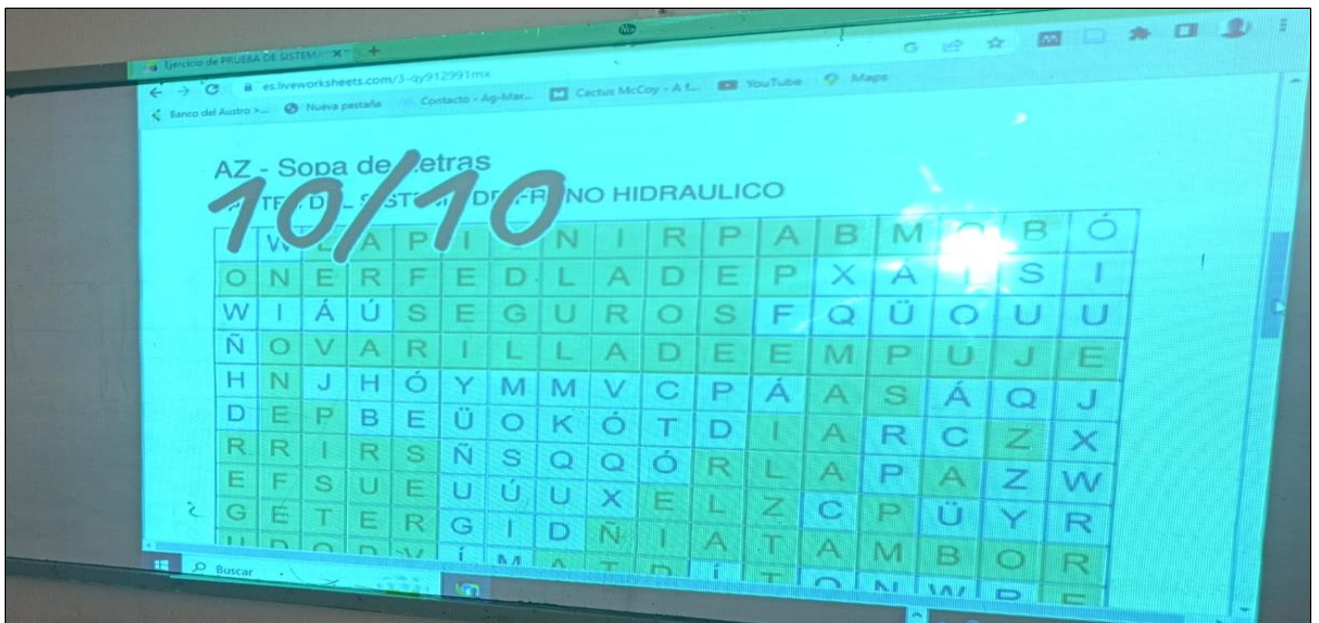 Ejercicio de PRUEBA DE SISTEM
es.liveworksheets.com/3-qy912991mx
Banco del Austro >... Nueva pestaña Contacto - Ag-Mar... Cactus McCoy - A f... YouTube Maps
AZ - Sopa de etras
10/10
NO HIDRAULICO
W L A P I N I R P A B M B Ó
O N E R F E D L A D E P X A L S I
W I Á Ú S E G U R O S F Q Ü O U U
Ñ O V A R I L L A D E E M P U J E
H N J H Ó Y M M V C P Á A S Á Q J
D E P B E Ü O K Ó T D I A R C Z X
R R I R S Ñ S Q Q Ó R L A P A Z W
E F S U E U Ú U X E L Z C P Ü Y R
G É T E R G I D Ñ I A T A M B O R
U D O D V Í M A T D Í T O N W P E
Buscar